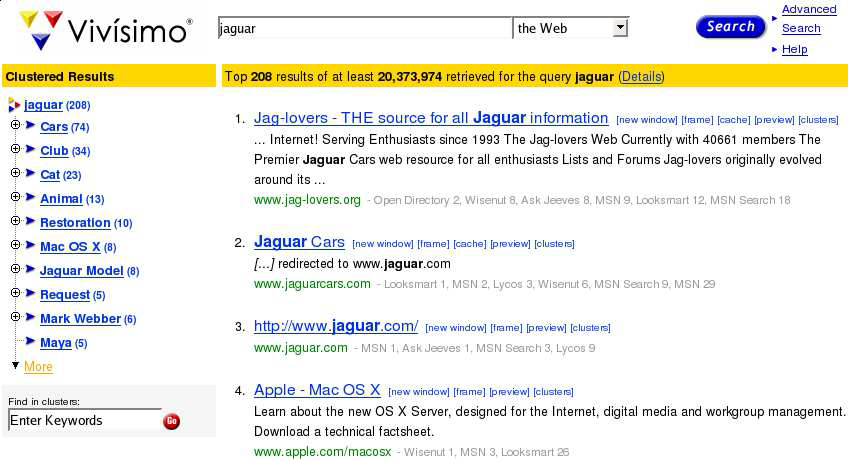 Vivísimo®
jaguar
the Web
Search
Advanced
Search
Help
Clustered Results
jaguar (208)
Cars (74)
Club (34)
Cat (23)
Animal (13)
Restoration (10)
Mac OS X (8)
Jaguar Model (8)
Request (5)
Mark Webber (6)
Maya (5)
More
Find in clusters:
Enter Keywords
Go
Top 208 results of at least 20,373,974 retrieved for the query jaguar (Details)
1. Jag-lovers - THE source for all Jaguar information [new window] [frame] [cache] [preview] [clusters]
... Internet! Serving Enthusiasts since 1993 The Jag-lovers Web Currently with 40661 members The
Premier Jaguar Cars web resource for all enthusiasts Lists and Forums Jag-lovers originally evolved
around its ...
www.jag-lovers.org - Open Directory 2, Wisenut 8, Ask Jeeves 8, MSN 9, Looksmart 12, MSN Search 18
2. Jaguar Cars [new window] [frame] [cache] [preview] [clusters]
[...] redirected to www.jaguar.com
www.jaguarcars.com - Looksmart 1, MSN 2, Lycos 3, Wisenut 6, MSN Search 9, MSN 29
3. http://www.jaguar.com/ [new window] [frame] [preview] [clusters]
www.jaguar.com - MSN 1, Ask Jeeves 1, MSN Search 3, Lycos 9
4. Apple - Mac OS X [new window] [frame] [preview] [clusters]
Learn about the new OS X Server, designed for the Internet, digital media and workgroup management.
Download a technical factsheet.
www.apple.com/macosx - Wisenut 1, MSN 3, Looksmart 26